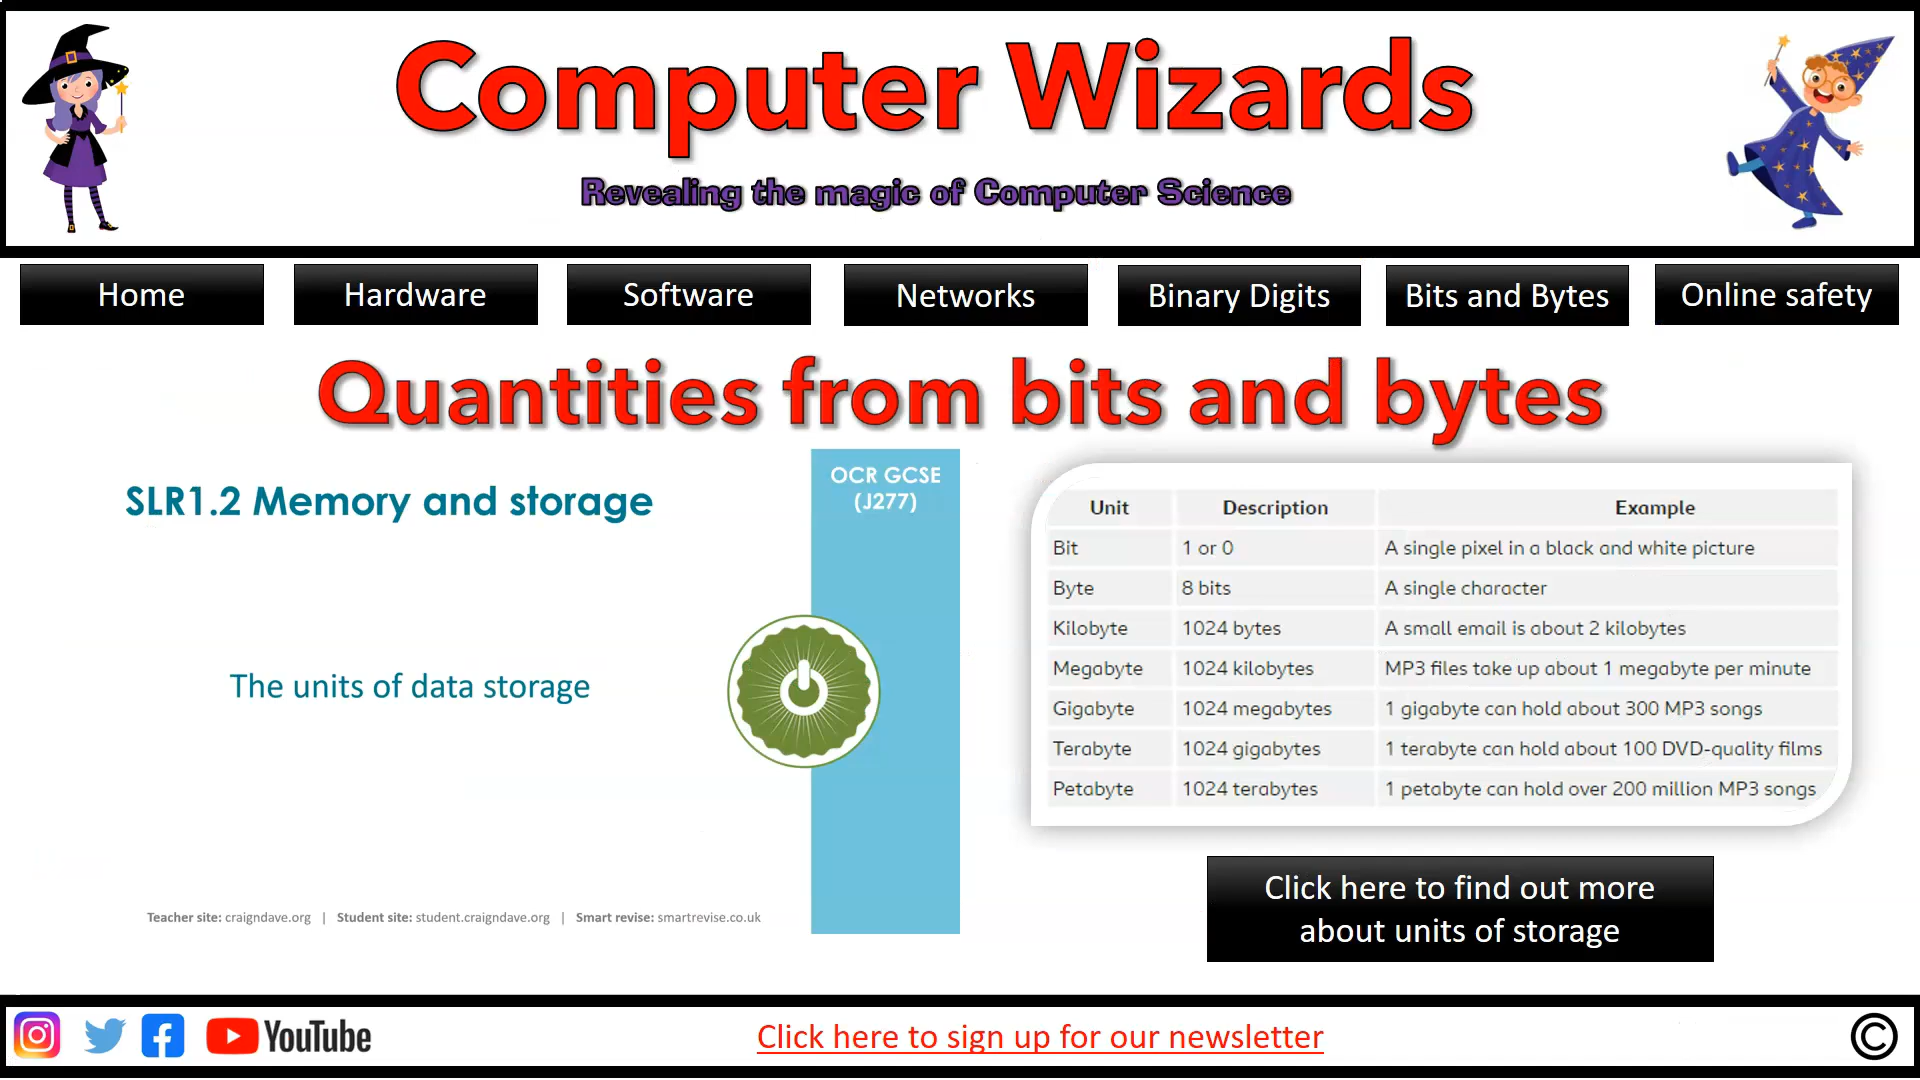 Computer Wizards
Revealing the magic of Computer Science
Home Hardware Software Networks Binary Digits Bits and Bytes Online safety
Quantities from bits and bytes
SLR1.2 Memory and storage
OCR GCSE
(J277)
The units of data storage
Teacher site: craigndave.org | Student site: student.craigndave.org | Smart revise: smartrevise.co.uk
Unit Description Example
Bit 1 or 0 A single pixel in a black and white picture
Byte 8 bits A single character
Kilobyte 1024 bytes A small email is about 2 kilobytes
Megabyte 1024 kilobytes MP3 files take up about 1 megabyte per minute
Gigabyte 1024 megabytes 1 gigabyte can hold about 300 MP3 songs
Terabyte 1024 gigabytes 1 terabyte can hold about 100 DVD-quality films
Petabyte 1024 terabytes 1 petabyte can hold over 200 million MP3 songs
Click here to find out more
about units of storage
YouTube
Click here to sign up for our newsletter
©